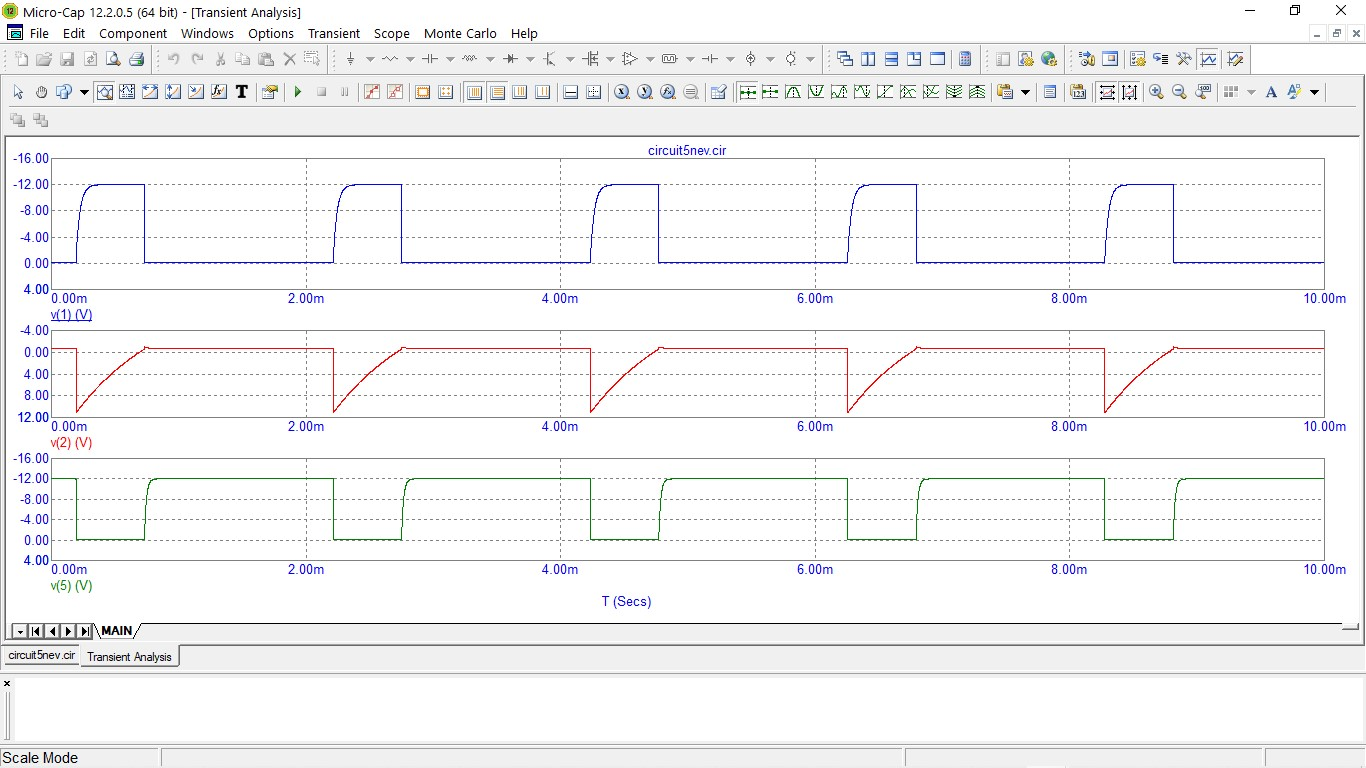 Micro-Cap 12.2.0.5 (64 bit) - [Transient Analysis]
File Edit Component Windows Options Transient Scope Monte Carlo Help
circuit5nev.cir
-16.00
-12.00
-8.00
-4.00
0.00
4.00
0.00m 2.00m 4.00m 6.00m 8.00m 10.00m
v(1) (V)
-4.00
0.00
4.00
8.00
12.00
0.00m 2.00m 4.00m 6.00m 8.00m 10.00m
v(2) (V)
-16.00
-12.00
-8.00
-4.00
0.00
4.00
0.00m 2.00m 4.00m 6.00m 8.00m 10.00m
v(5) (V)
T (Secs)
MAIN
circuit5nev.cir Transient Analysis
Scale Mode